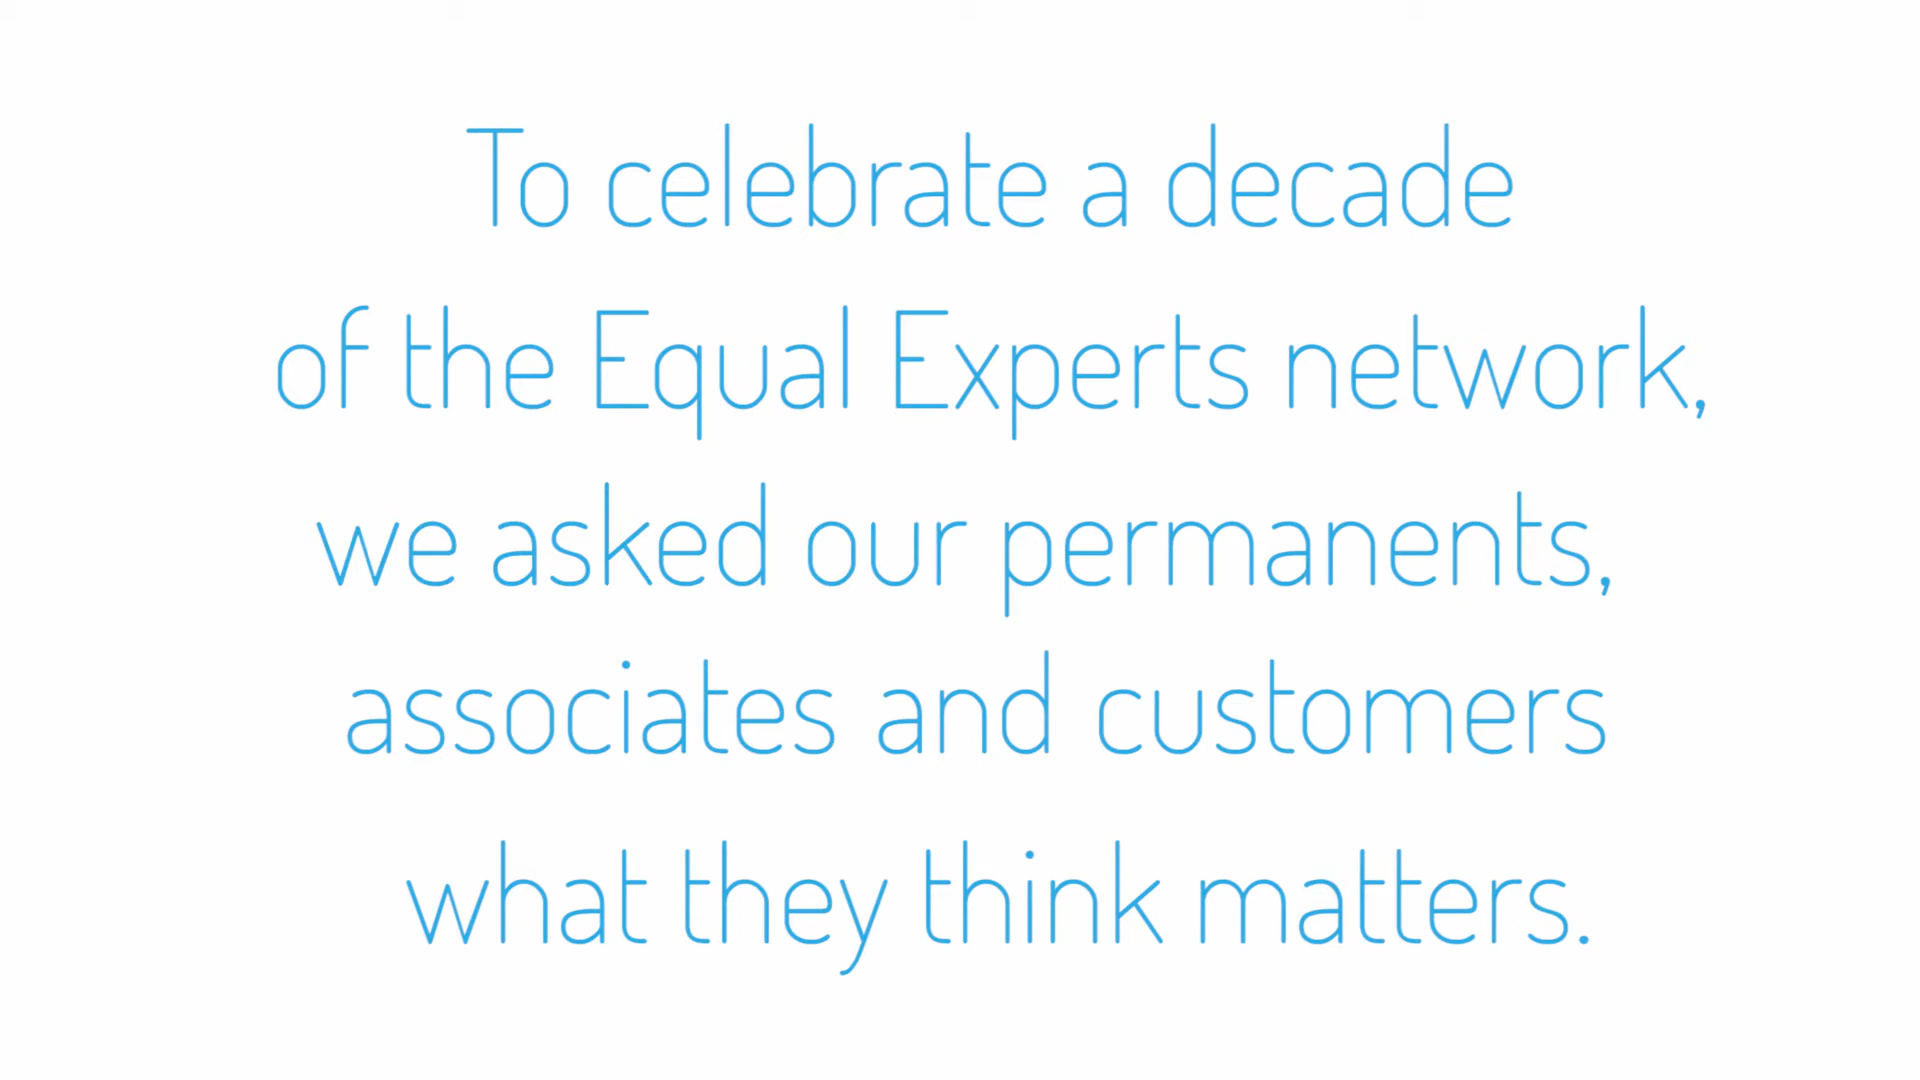 To celebrate a decade
of the Equal Experts network,
we asked our permanents,
associates and customers
what they think matters.